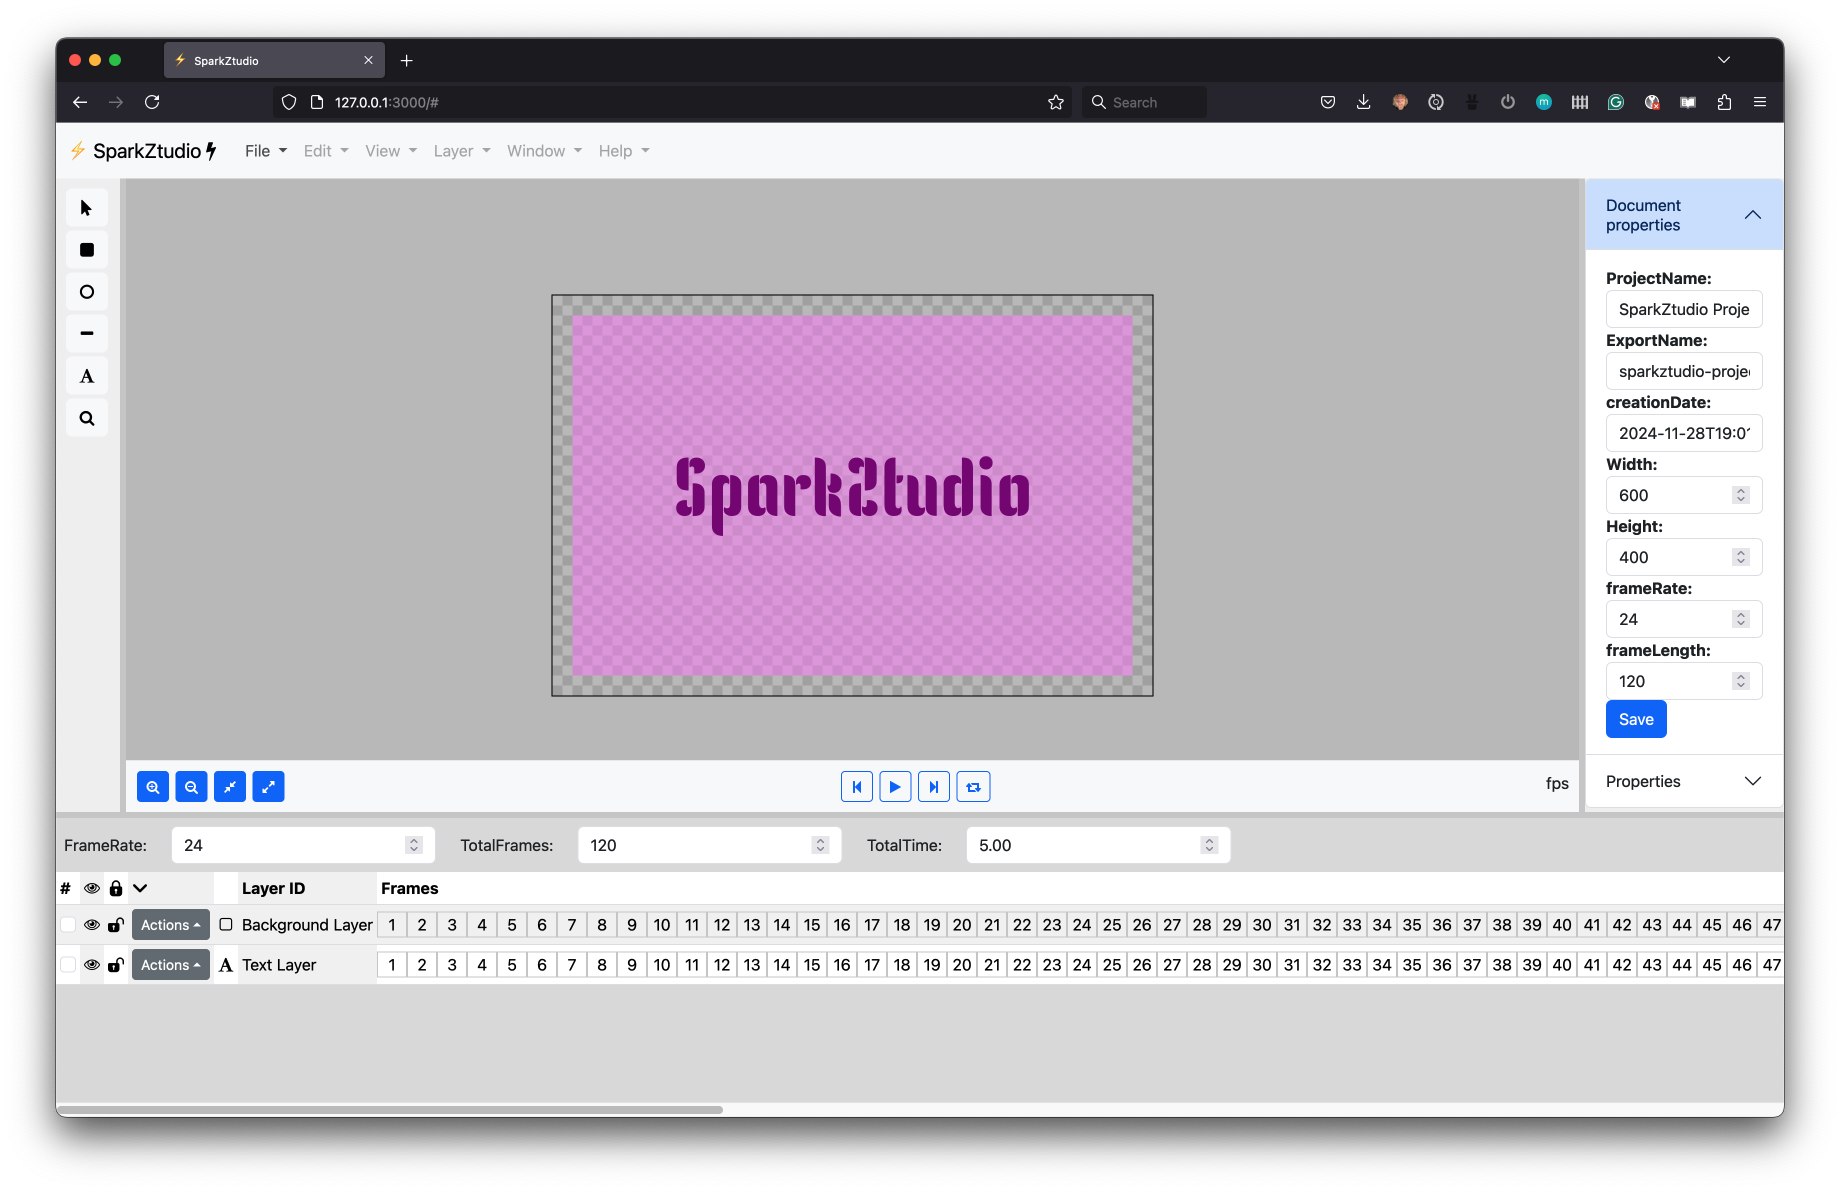 SparkZtudio
127.0.0.1:3000/#
Search
SparkZtudio
File Edit View Layer Window Help
SparkZtudio
Document
properties
ProjectName:
SparkZtudio Proje
ExportName:
sparkztudio-proje
creationDate:
2024-11-28T19:01
Width:
600
Height:
400
frameRate:
24
frameLength:
120
Save
Properties
fps
FrameRate: 24 TotalFrames: 120 TotalTime: 5.00
# Layer ID Frames
Actions Background Layer 1 2 3 4 5 6 7 8 9 10 11 12 13 14 15 16 17 18 19 20 21 22 23 24 25 26 27 28 29 30 31 32 33 34 35 36 37 38 39 40 41 42 43 44 45 46 47
Actions A Text Layer 1 2 3 4 5 6 7 8 9 10 11 12 13 14 15 16 17 18 19 20 21 22 23 24 25 26 27 28 29 30 31 32 33 34 35 36 37 38 39 40 41 42 43 44 45 46 47